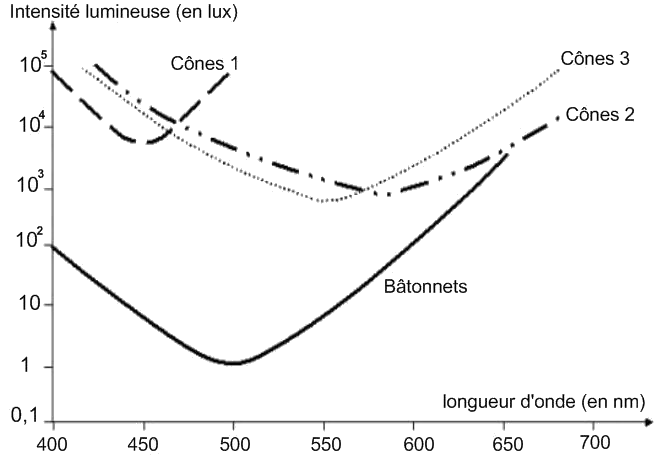 Intensité lumineuse (en lux)
10⁵
10⁴
10³
10²
10
1
0,1
Cônes 1
Cônes 3
Cônes 2
Bâtonnets
longueur d'onde (en nm)
400 450 500 550 600 650 700